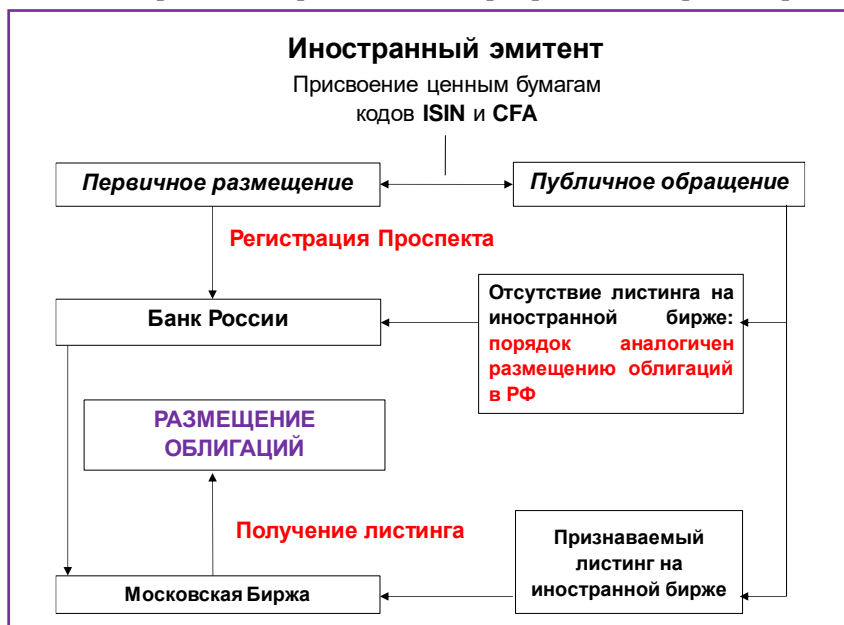 Иностранный эмитент
Присвоение ценным бумагам
кодов ISIN и CFA
Первичное размещение
Публичное обращение
Регистрация Проспекта
Банк России
Отсутствие листинга на
иностранной бирже:
порядок аналогичен
размещению облигаций
в РФ
РАЗМЕЩЕНИЕ
ОБЛИГАЦИЙ
Получение листинга
Признаваемый
листинг на
иностранной бирже
Московская Биржа